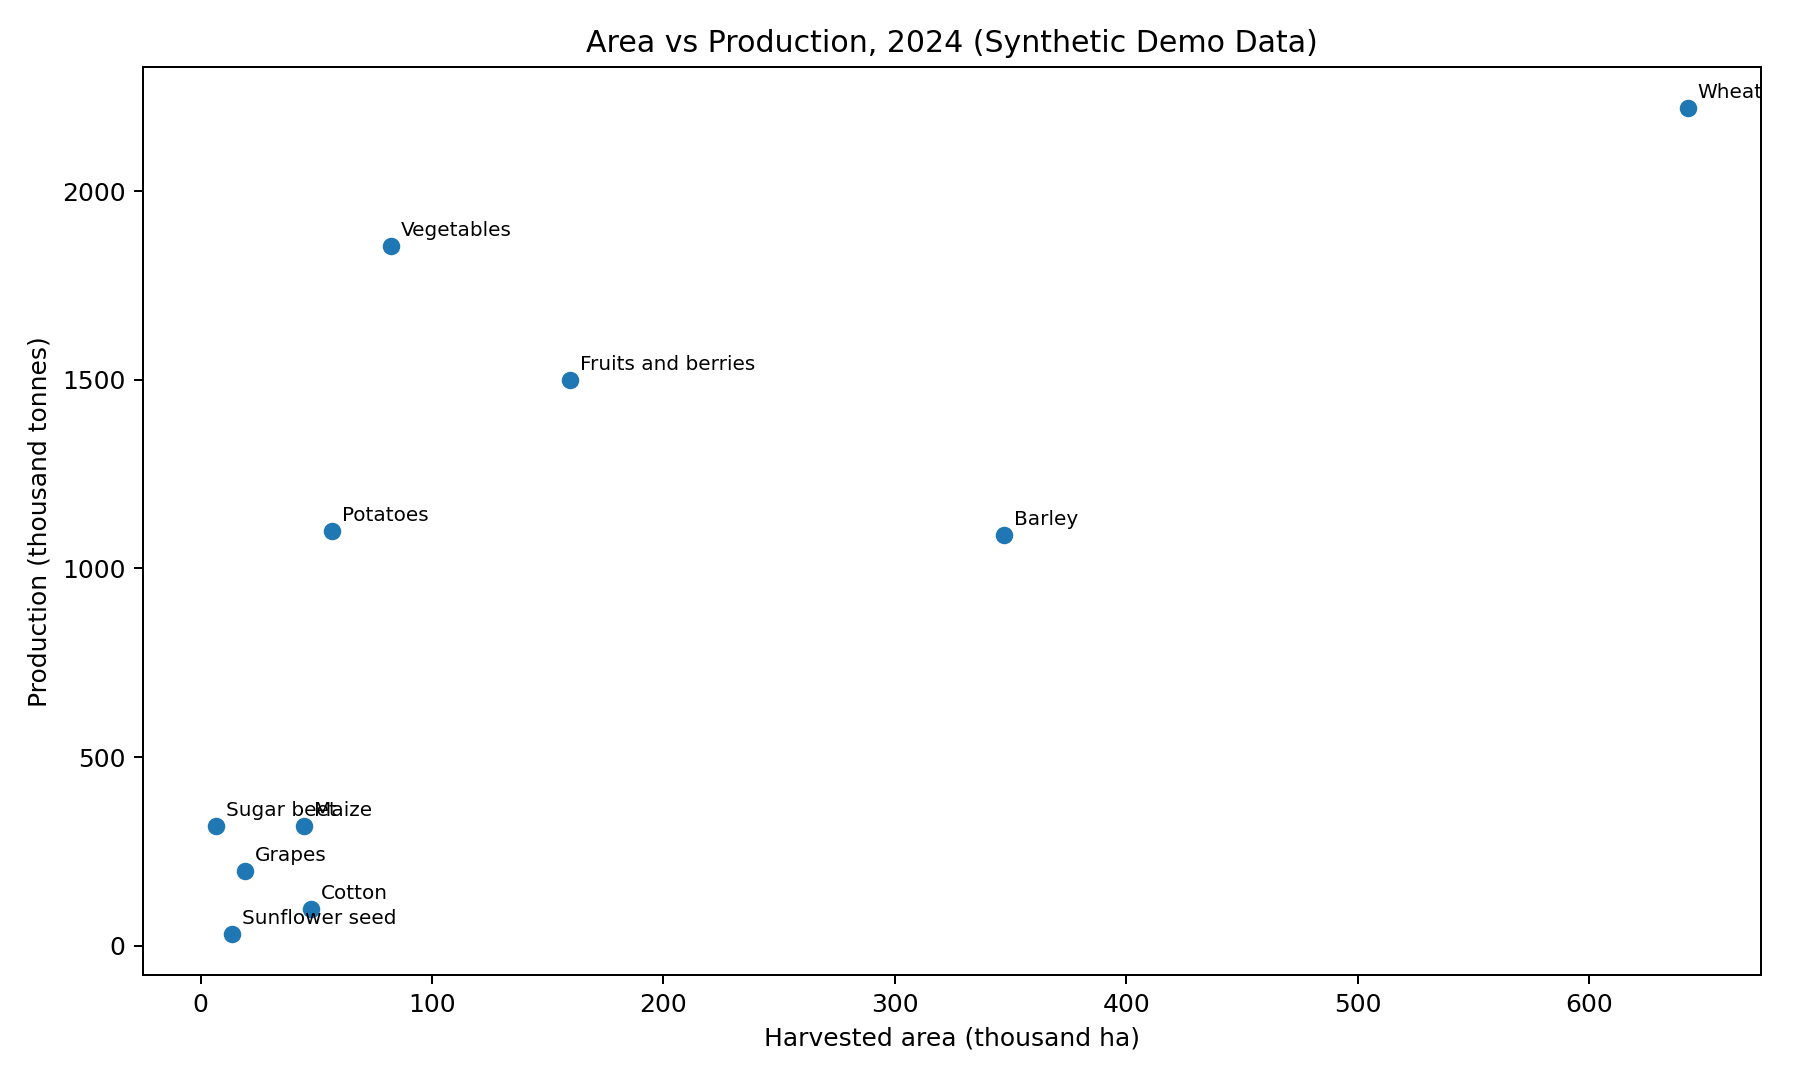 Area vs Production, 2024 (Synthetic Demo Data)
Wheat
2000
Vegetables
Fruits and berries
1500
Potatoes
Barley
1000
Production (thousand tonnes)
500
Sugar beet
Maize
Grapes
Cotton
Sunflower seed
0
0 100 200 300 400 500 600
Harvested area (thousand ha)